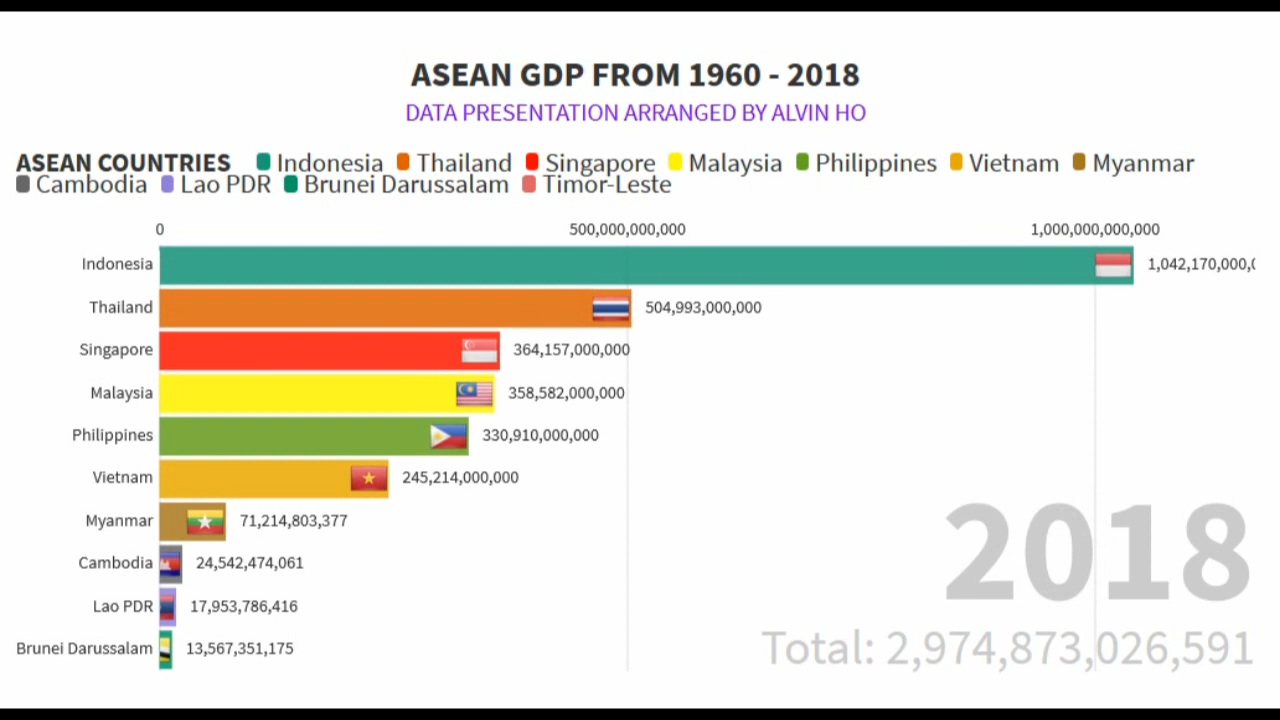 ASEAN GDP FROM 1960 - 2018
DATA PRESENTATION ARRANGED BY ALVIN HO
ASEAN COUNTRIES Indonesia Thailand Singapore Malaysia Philippines Vietnam Myanmar
Cambodia Lao PDR Brunei Darussalam Timor-Leste
0 500,000,000,000 1,000,000,000,000
Indonesia 1,042,170,000,
Thailand 504,993,000,000
Singapore 364,157,000,000
Malaysia 358,582,000,000
Philippines 330,910,000,000
Vietnam 245,214,000,000
Myanmar 71,214,803,377
Cambodia 24,542,474,061
Lao PDR 17,953,786,416
Brunei Darussalam 13,567,351,175
2018
Total: 2,974,873,026,591